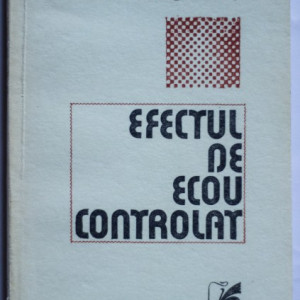 EFECTUL
DE
ECOU
CONTROLAT